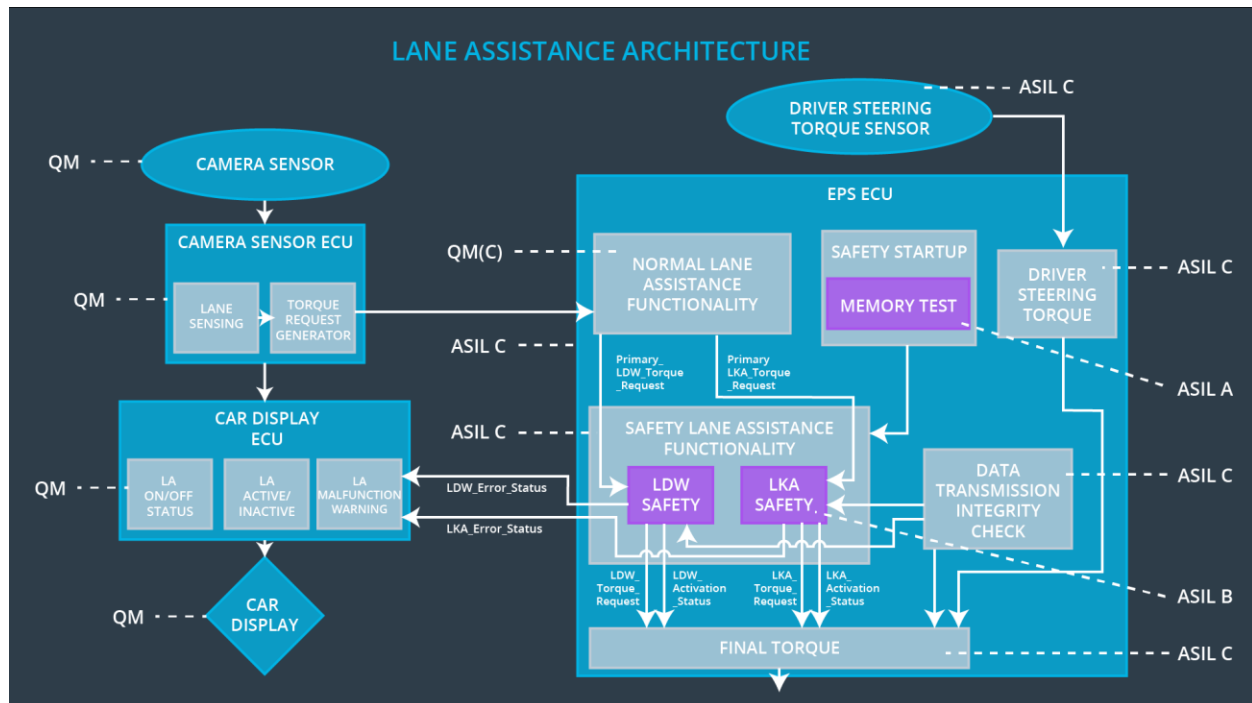 LANE ASSISTANCE ARCHITECTURE
ASIL C
DRIVER STEERING
TORQUE SENSOR
QM
CAMERA SENSOR
EPS ECU
CAMERA SENSOR ECU
QM(C)
NORMAL LANE
ASSISTANCE
FUNCTIONALITY
SAFETY STARTUP
MEMORY TEST
DRIVER
STEERING
TORQUE
ASIL C
QM
LANE
SENSING
TORQUE
REQUEST
GENERATOR
ASIL C
Primary_
LDW_Torque
_Request
Primary
LKA_Torque
_Request
ASIL A
CAR DISPLAY
ECU
ASIL C
SAFETY LANE ASSISTANCE
FUNCTIONALITY
QM
LA
ON/OFF
STATUS
LA
ACTIVE/
INACTIVE
LA
MALFUNCTION
WARNING
LDW_Error_Status
LKA_Error_Status
LDW
SAFETY
LKA
SAFETY
DATA
TRANSMISSION
INTEGRITY
CHECK
ASIL C
LDW_
Torque_
Request
LDW_
Activation
_Status
LKA_
Torque_
Request
LKA_
Activation
_Status
ASIL B
QM
CAR
DISPLAY
FINAL TORQUE
ASIL C